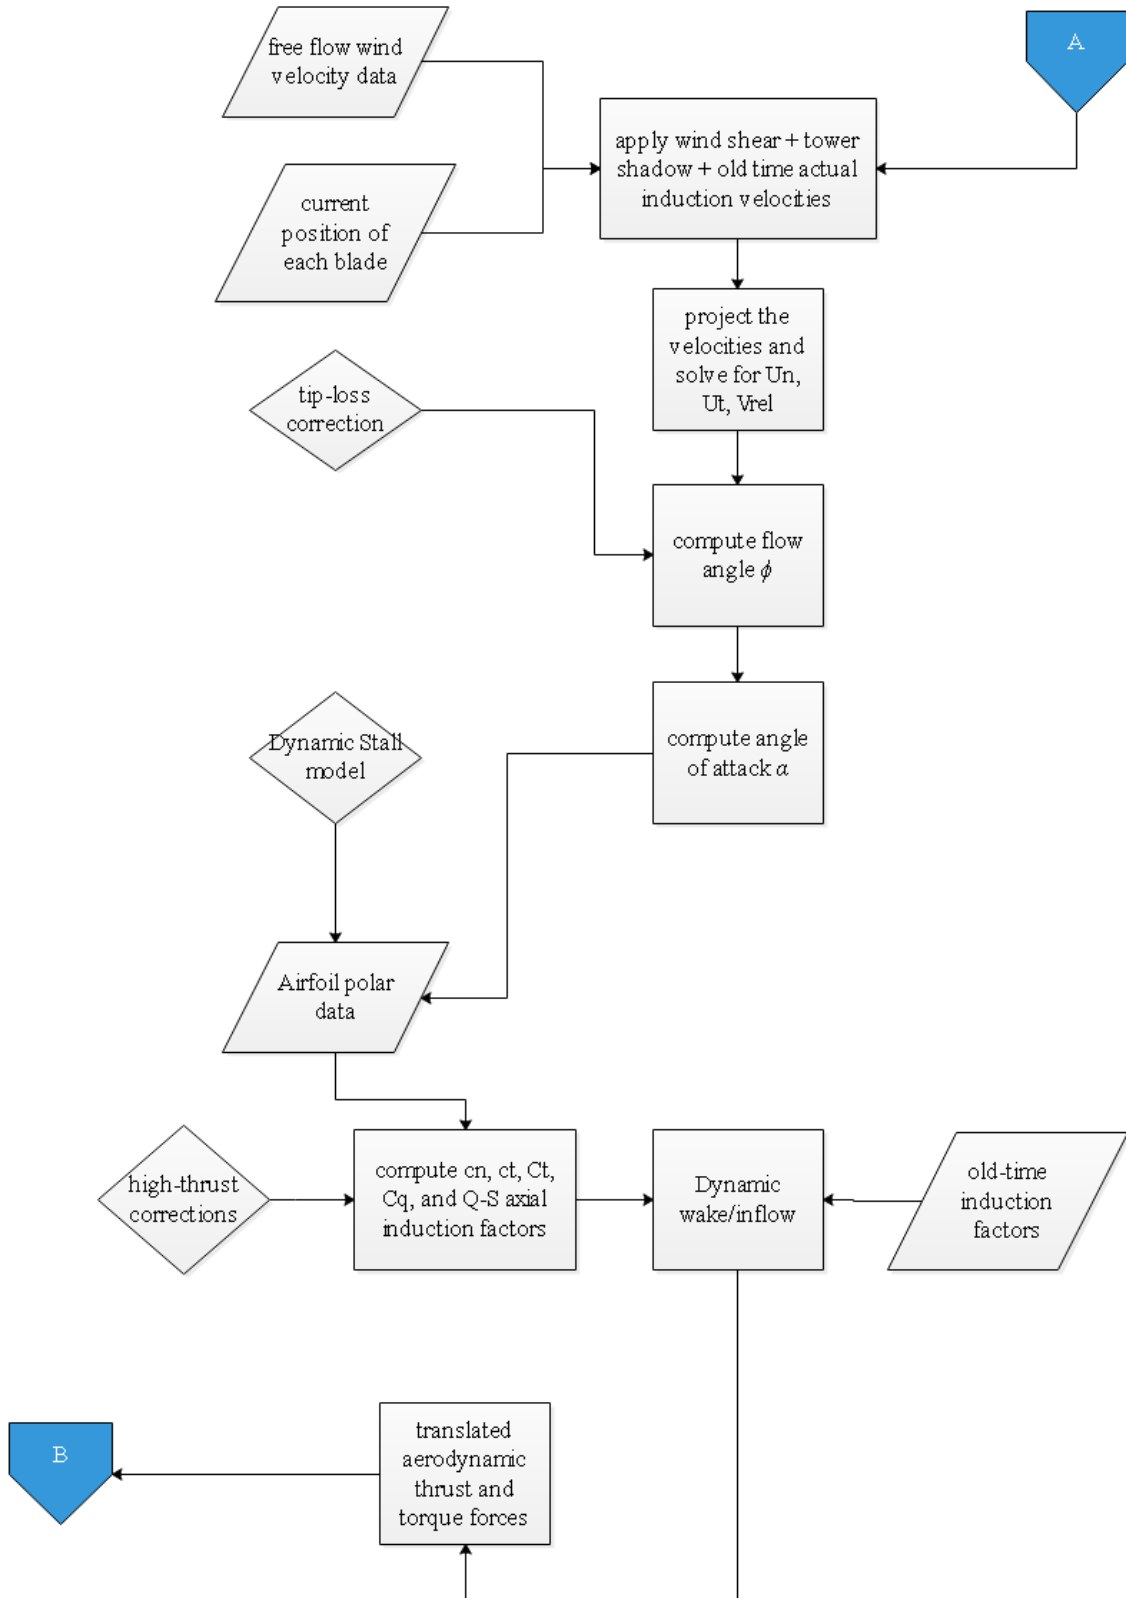 free flow wind
velocity data
A
apply wind shear + tower
shadow + old time actual
induction velocities
current
position of
each blade
project the
velocities and
solve for Un,
Ut, Vrel
tip-loss
correction
compute flow
angle ϕ
Dynamic Stall
model
compute angle
of attack α
Airfoil polar
data
high-thrust
corrections
compute cn, ct, Ct,
Cq, and Q-S axial
induction factors
Dynamic
wake/inflow
old-time
induction
factors
translated
aerodynamic
thrust and
torque forces
B